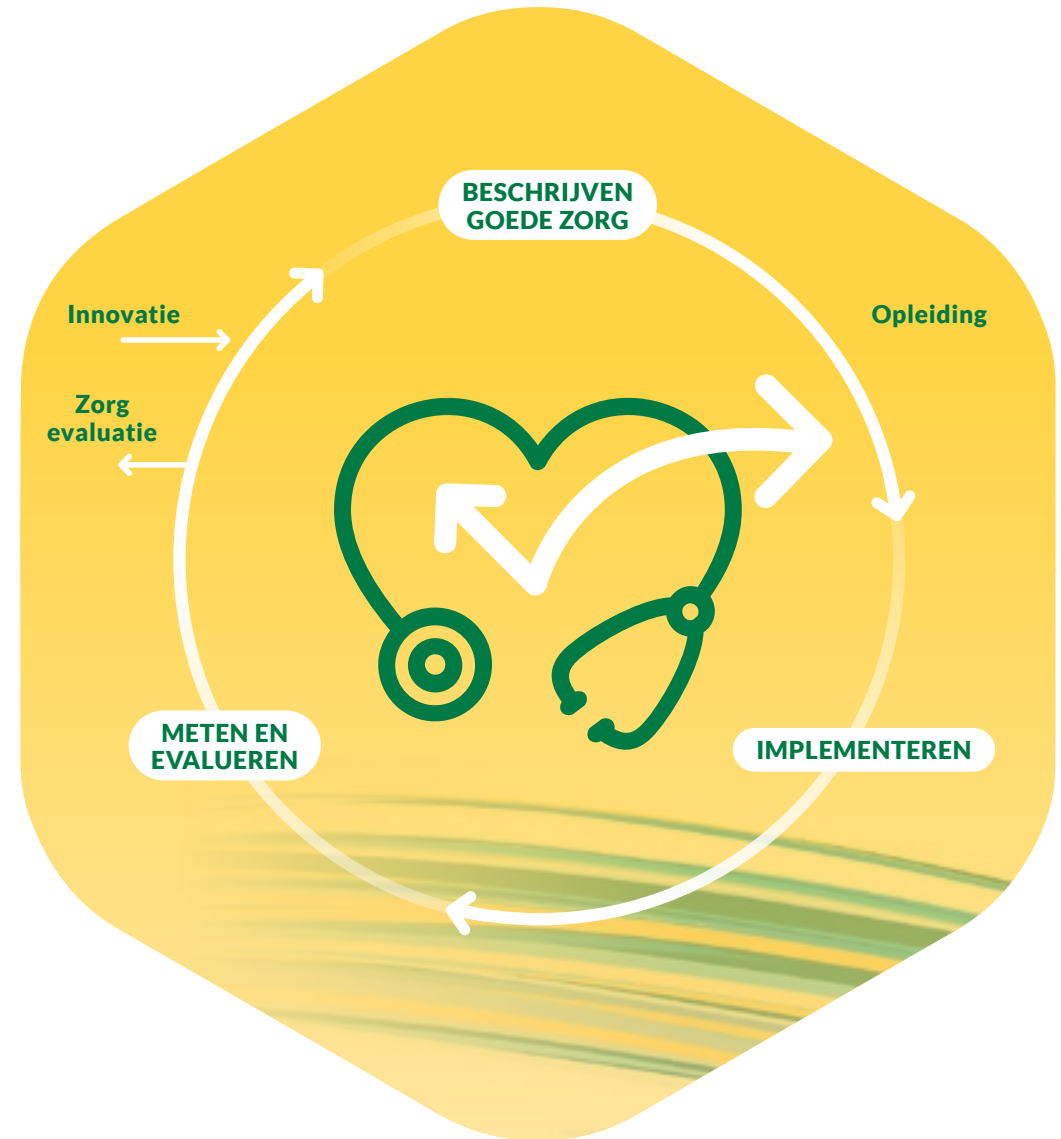 BESCHRIJVEN
GOEDE ZORG
Innovatie
Opleiding
Zorg
evaluatie
METEN EN
EVALUEREN
IMPLEMENTEREN